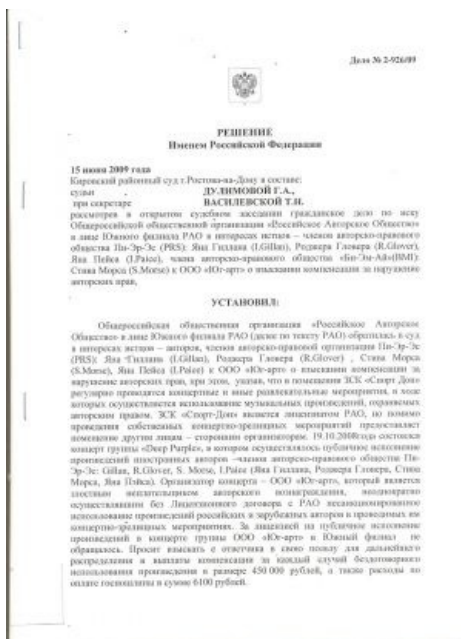 Дело № 2-926/09
РЕШЕНИЕ
Именем Российской Федерации
15 июня 2009 года
Кировский районный суд г.Ростова-на-Дону в составе:
судьи ДУЛИМОВОЙ Г.А.,
при секретаре ВАСИЛЕВСКОЙ Т.Н.
рассмотрев в открытом судебном заседании гражданское дело по иску
Общероссийской общественной организации «Российское Авторское Общество»
в лице Южного филиала РАО в интересах истцов – членов авторско-правового
общества Пи-Эр-Эс (PRS): Яна Гиллана (I.Gillan), Роджера Гловера (R.Glover),
Яна Пейса (I.Paice), члена авторско-правового общества «Би-Эм-Ай»(BMI):
Стива Морса (S.Morse) к ООО «Юг-арт» о взыскании компенсации за нарушение
авторских прав,
УСТАНОВИЛ:
Общероссийская общественная организация «Российское Авторское
Общество» в лице Южного филиала РАО (далее по тексту РАО) обратилась в суд
в интересах истцов – авторов, членов авторско-правовой организации Пи-Эр-Эс
(PRS): Яна Гиллана (I.Gillan), Роджера Гловера (R.Glover) , Стива Морса
(S.Morse), Яна Пейса (I.Paice) к ООО «Юг-арт» о взыскании компенсации за
нарушение авторских прав, при этом, указав, что в помещении ЗСК «Спорт Дон»
регулярно проводятся концертные и иные развлекательные мероприятия, в ходе
которых осуществляется использование музыкальных произведений, охраняемых
авторским правом. ЗСК «Спорт-Дон» является лицензиатом РАО, но помимо
проведения собственных концертно-зрелищных мероприятий предоставляет
помещение другим лицам – сторонним организаторам. 19.10.2008года состоялся
концерт группы «Deep Purple», в котором осуществлялось публичное исполнение
произведений иностранных авторов –членов авторско-правового общества Пи-
Эр-Эс: Gillan, R.Glover, S. Morse, I.Paice (Яна Гиллана, Роджера Гловера, Стива
Морса, Яна Пэйса). Организатор концерта – ООО «Юг-арт», который является
злостным неплательщиком авторского вознаграждения, неоднократно
осуществлявшим без Лицензионного договора с РАО несанкционированное
использование произведений российских и зарубежных авторов в проводимых им
концертно-зрелищных мероприятиях. За лицензией на публичное исполнение
произведений в концерте группы ООО «Юг-арт» в Южный филиал не
обращалось. Просит взыскать с ответчика в свою пользу для дальнейшего
распределения и выплаты компенсации за каждый случай бездоговорного
использования произведения в размере 450 000 рублей, а также расходы по
оплате госпошлины в сумме 6100 рублей.